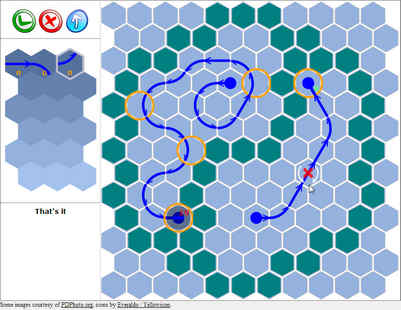 That's it
Some images courtesy of PDPhoto.org, icons by Everaldo / Yellowicon.